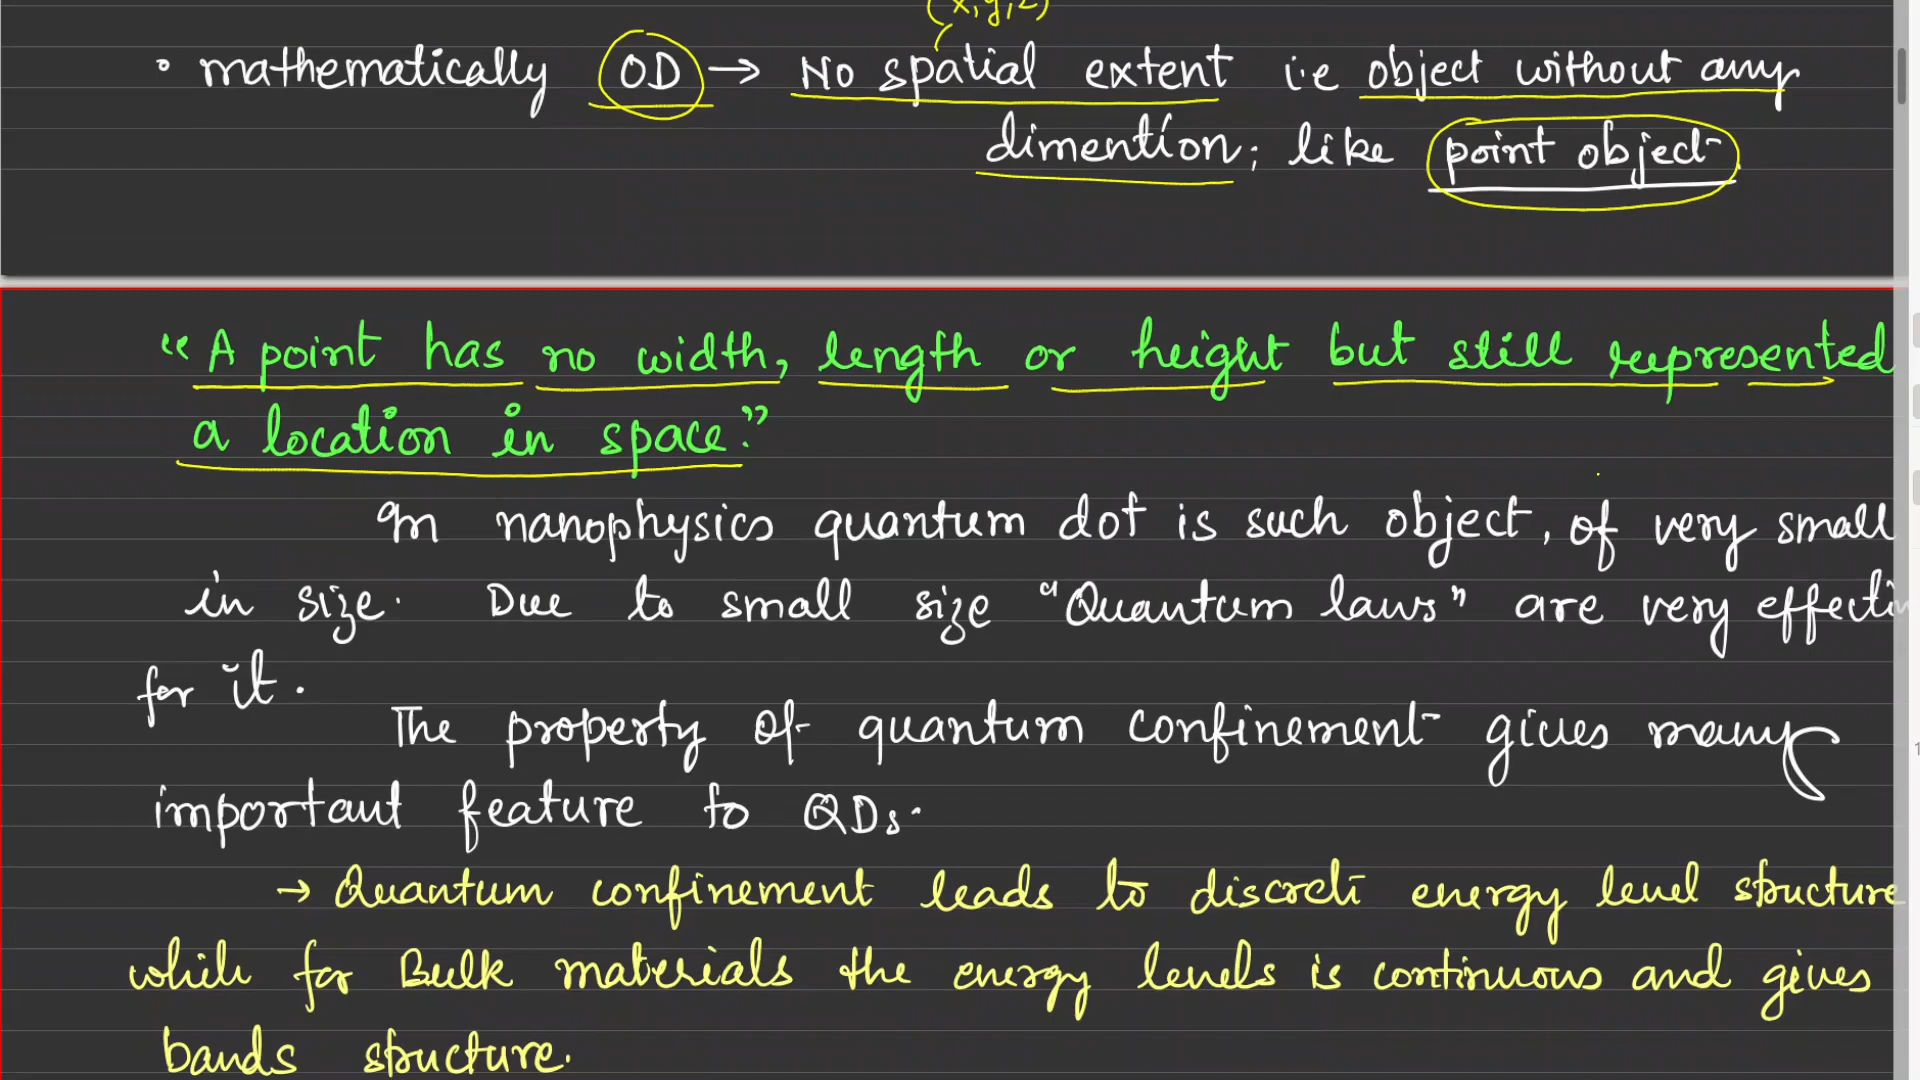 (x,y,z)
• mathematically OD → No spatial extent i.e object without any
dimention; like point object
“A point has no width, length or height but still represented
a location in space.”
In nanophysics quantum dot is such object, of very small
in size. Due to small size “Quantum laws” are very effecti
for it.
The property of quantum confinement gives many
important feature to QDs.
→ Quantum confinement leads to discrete energy level structure
while for Bulk materials the energy levels is continuous and gives
bands structure.